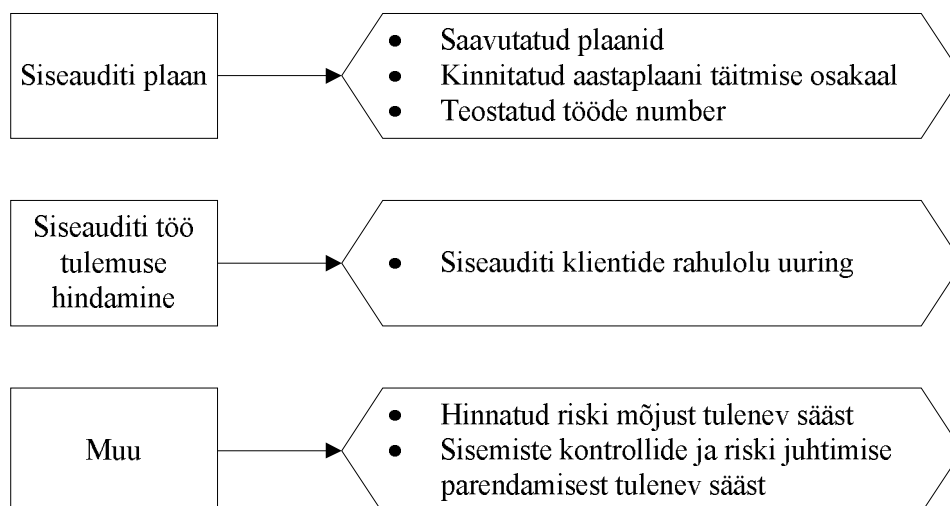 Siseauditi plaan
● Saavutatud plaanid
● Kinnitatud aastaplaani täitmise osakaal
● Teostatud tööde number
Siseauditi töö
tulemuse
hindamine
● Siseauditi klientide rahulolu uuring
Muu
● Hinnatud riski mõjust tulenev sääst
● Sisemiste kontrollide ja riski juhtimise
parendamisest tulenev sääst